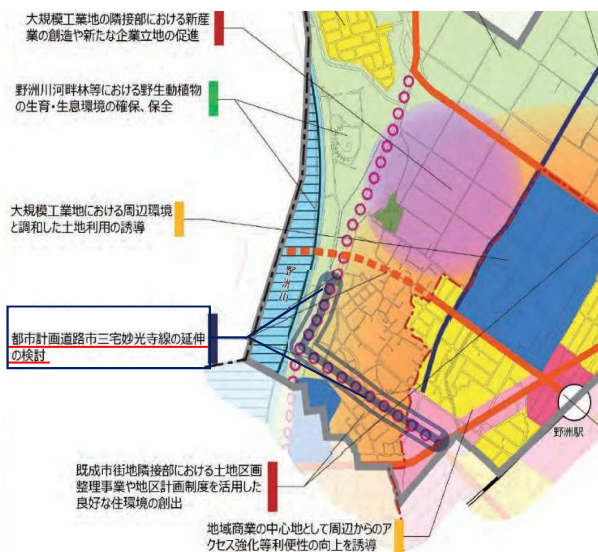 大規模工業地の隣接部における新産
業の創造や新たな企業立地の促進
野洲川河畔林等における野生動植物
の生育・生息環境の確保、保全
大規模工業地における周辺環境
と調和した土地利用の誘導
野洲川
都市計画道路市三宅妙光寺線の延伸
の検討
野洲駅
既成市街地隣接部における土地区画
整理事業や地区計画制度を活用した
良好な住環境の創出
地域商業の中心地として周辺からのア
クセス強化等利便性の向上を誘導